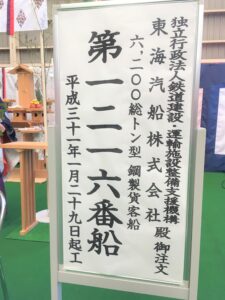 独立行政法人鉄道建設・運輸施設整備支援機構
東海汽船株式会社 殿 御注文
六、二〇〇総トン型 鋼製貨客船
第一二一六番船
平成三十一年一月二十九日起工